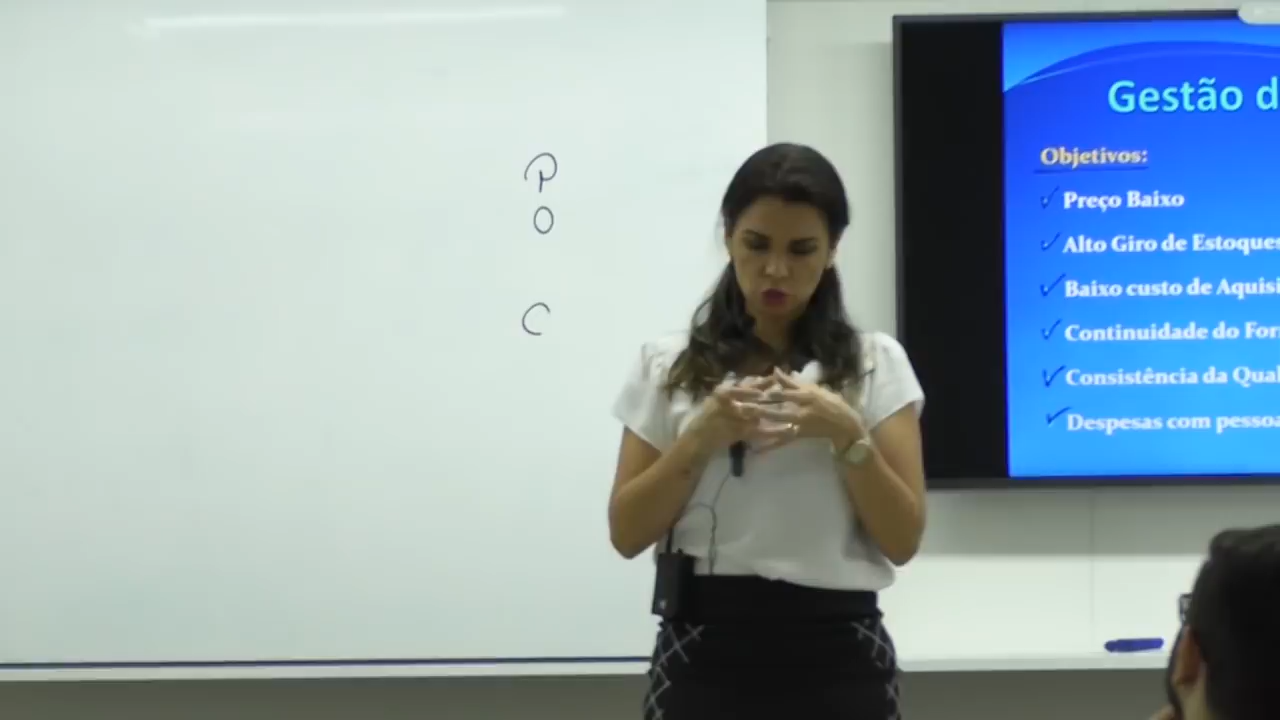 P
O
C
Gestão d
Objetivos:
Preço Baixo
Alto Giro de Estoques
Baixo custo de Aquisi
Continuidade do For
Consistência da Qual
Despesas com pessoa